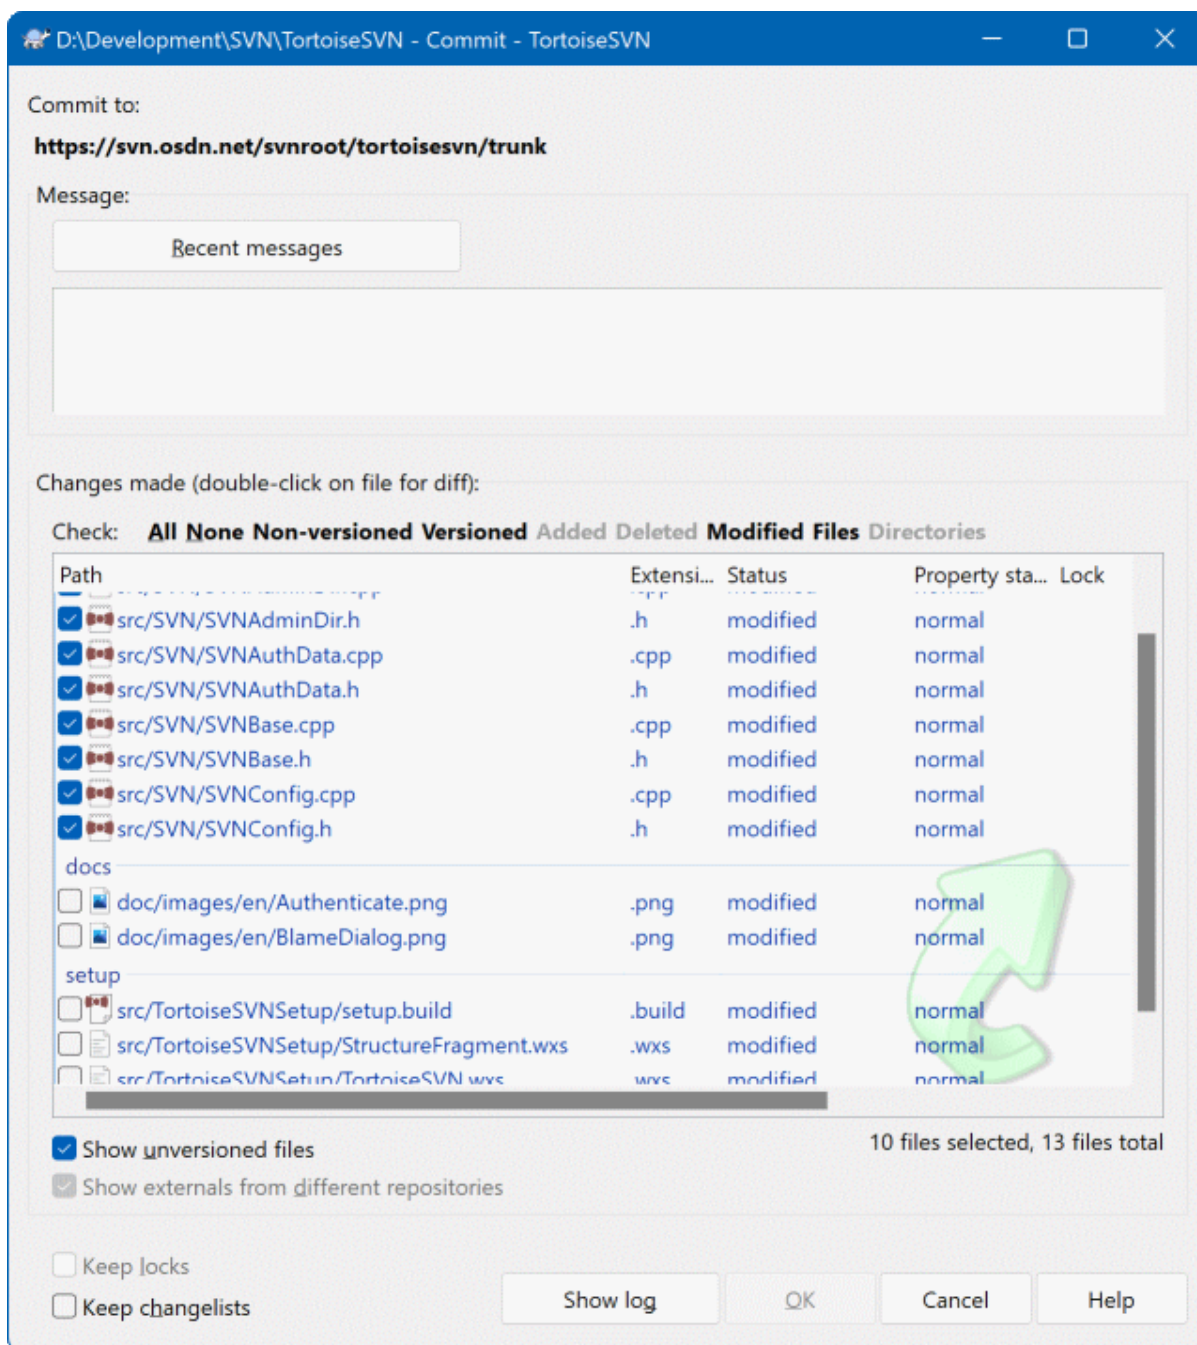 D:\Development\SVN\TortoiseSVN - Commit - TortoiseSVN
Commit to:
https://svn.osdn.net/svnroot/tortoisesvn/trunk
Message:
Recent messages
Changes made (double-click on file for diff):
Check: All None Non-versioned Versioned Added Deleted Modified Files Directories
Path Extensi... Status Property sta... Lock
src/SVN/SVNAdminDir.h .h modified normal
src/SVN/SVNAuthData.cpp .cpp modified normal
src/SVN/SVNAuthData.h .h modified normal
src/SVN/SVNBase.cpp .cpp modified normal
src/SVN/SVNBase.h .h modified normal
src/SVN/SVNConfig.cpp .cpp modified normal
src/SVN/SVNConfig.h .h modified normal
docs
doc/images/en/Authenticate.png .png modified normal
doc/images/en/BlameDialog.png .png modified normal
setup
src/TortoiseSVNSetup/setup.build .build modified normal
src/TortoiseSVNSetup/StructureFragment.wxs .wxs modified normal
src/TortoiseSVNSetup/TortoiseSVN.wxs .wxs modified normal
Show unversioned files
10 files selected, 13 files total
Show externals from different repositories
Keep locks
Keep changelists
Show log OK Cancel Help